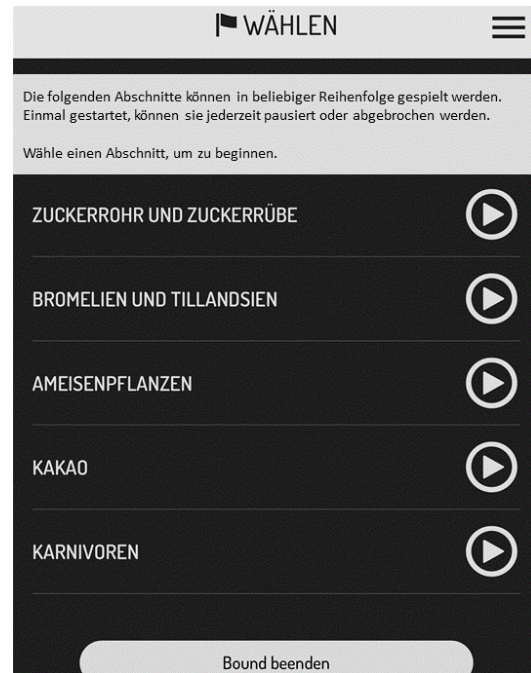 WÄHLEN
Die folgenden Abschnitte können in beliebiger Reihenfolge gespielt werden.
Einmal gestartet, können sie jederzeit pausiert oder abgebrochen werden.
Wähle einen Abschnitt, um zu beginnen.
ZUCKERROHR UND ZUCKERRÜBE
BROMELIEN UND TILLANDSIEN
AMEISENPFLANZEN
KAKAO
KARNIVOREN
Bound beenden